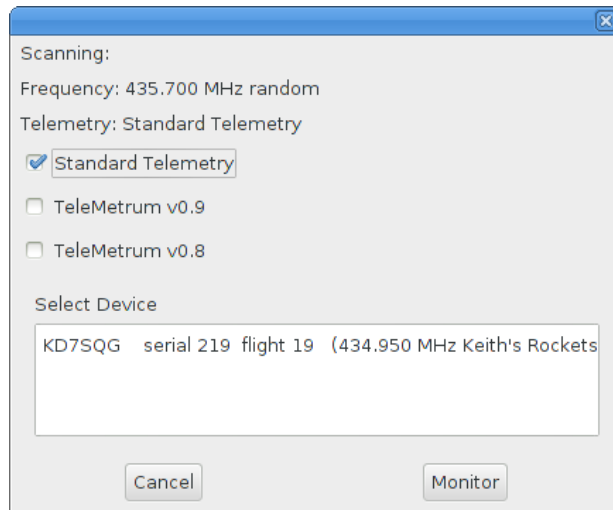 Scanning:
Frequency: 435.700 MHz random
Telemetry: Standard Telemetry
Standard Telemetry
TeleMetrum v0.9
TeleMetrum v0.8
Select Device
KD7SQG serial 219 flight 19 (434.950 MHz Keith's Rockets
Cancel Monitor